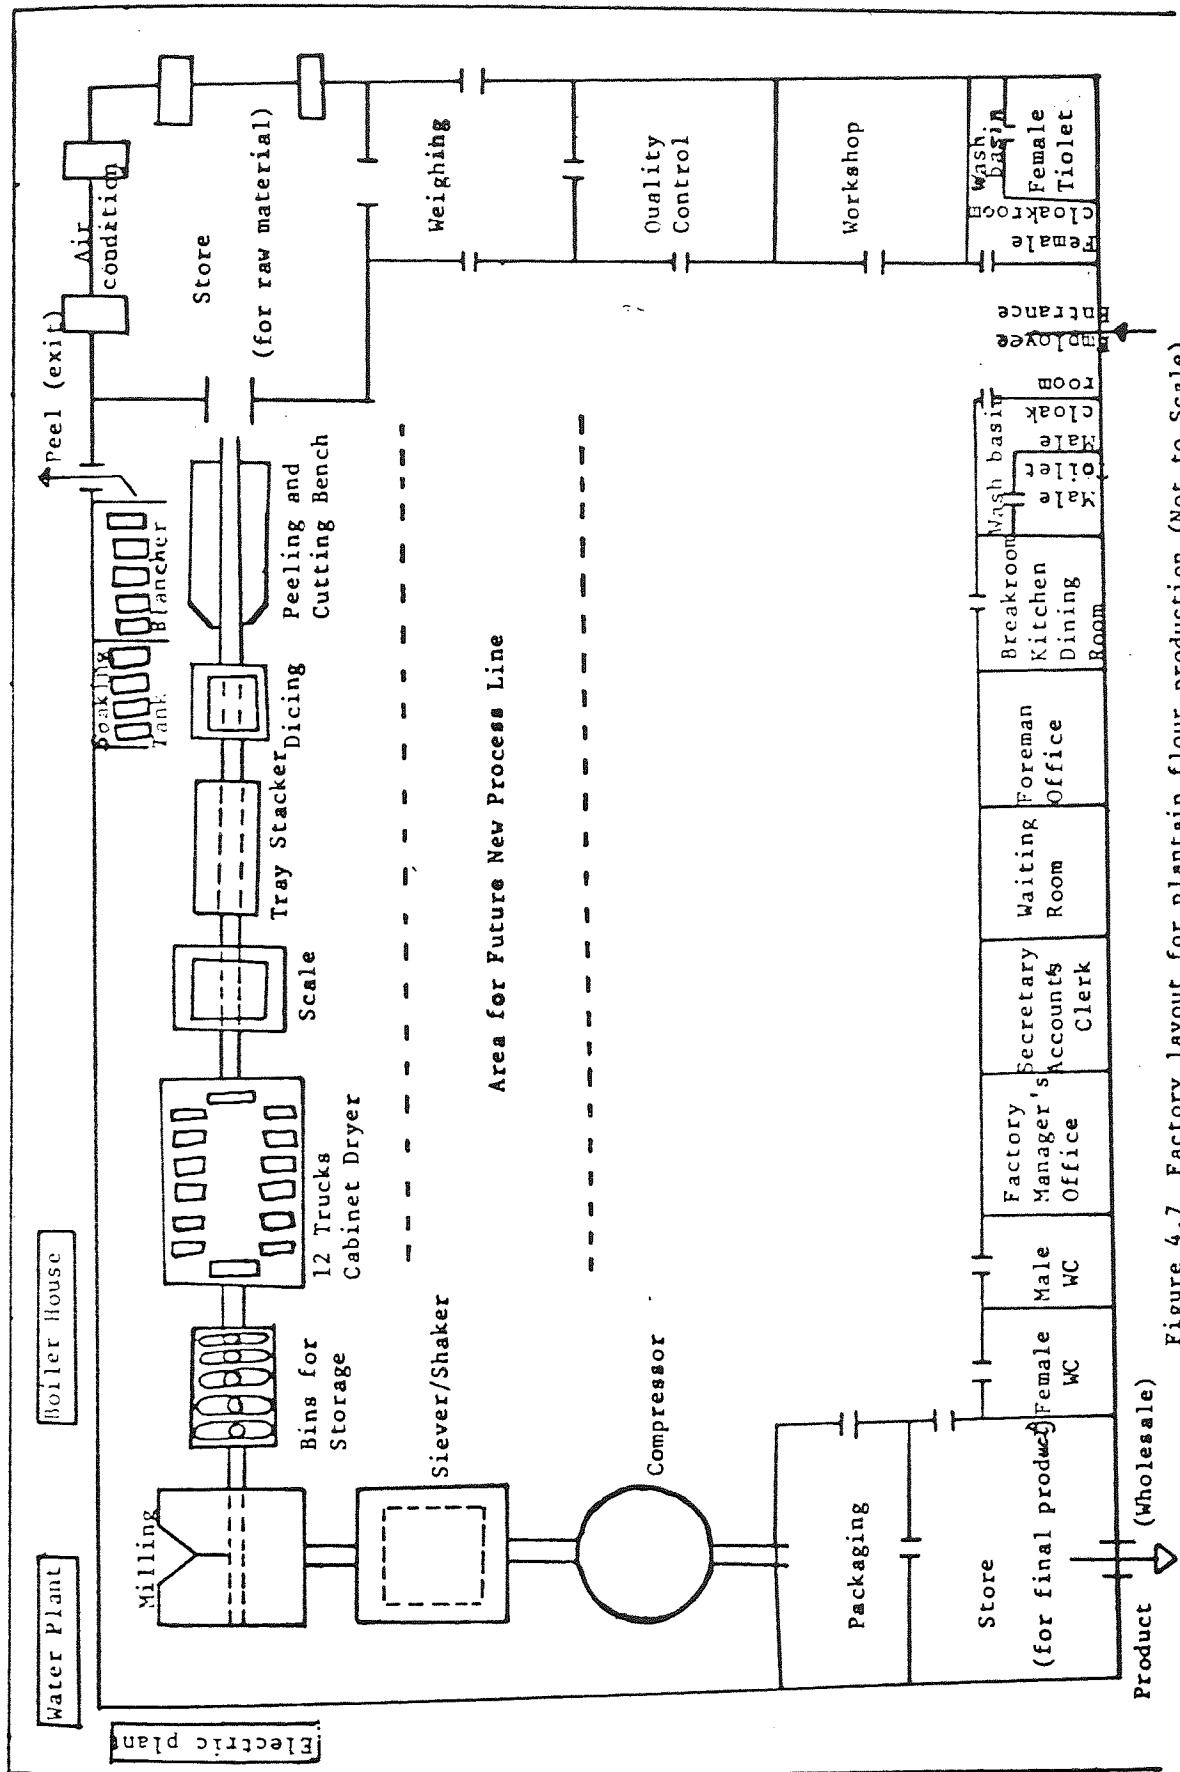 Water Plant
Boiler House
Electric plant
Peel (exit)
Air
condition
Store
(for raw material)
Weighing
Quality
Control
Workshop
Wash.
basin
Female
Tiolet
Female
cloakroom
Employee
Entrance
Soaking
Tank
Blancher
Peeling and
Cutting Bench
Dicing
Tray Stacker
Scale
12 Trucks
Cabinet Dryer
Bins for
Storage
Milling
Siever/Shaker
Compressor
Packaging
Store
(for final product)
Product (Wholesale)
Area for Future New Process Line
Female
WC
Male
WC
Factory
Manager's
Office
Secretary
Accounts
Clerk
Waiting
Room
Foreman
Office
Breakroom
Kitchen
Dining
Room
Wash basin
Male
Toilet
Male
cloak
room
Figure 4.7 Factory layout for plantain flour production (Not to Scale)